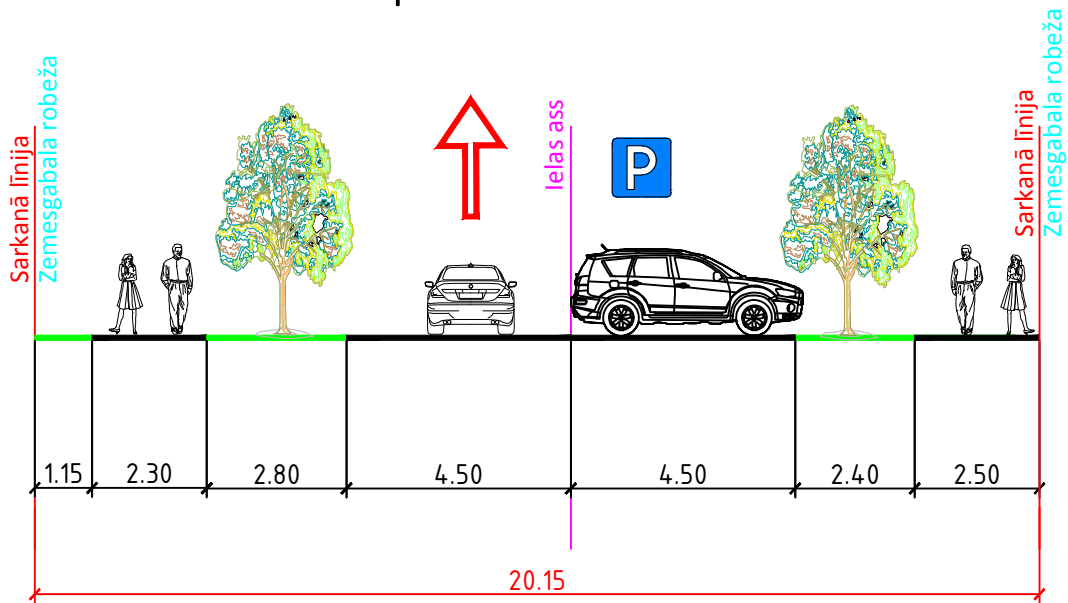 Sarkanā līnija
Zemesgabala robeža
Ielas ass
P
Sarkanā līnija
Zemesgabala robeža
1.15
2.30
2.80
4.50
4.50
2.40
2.50
20.15